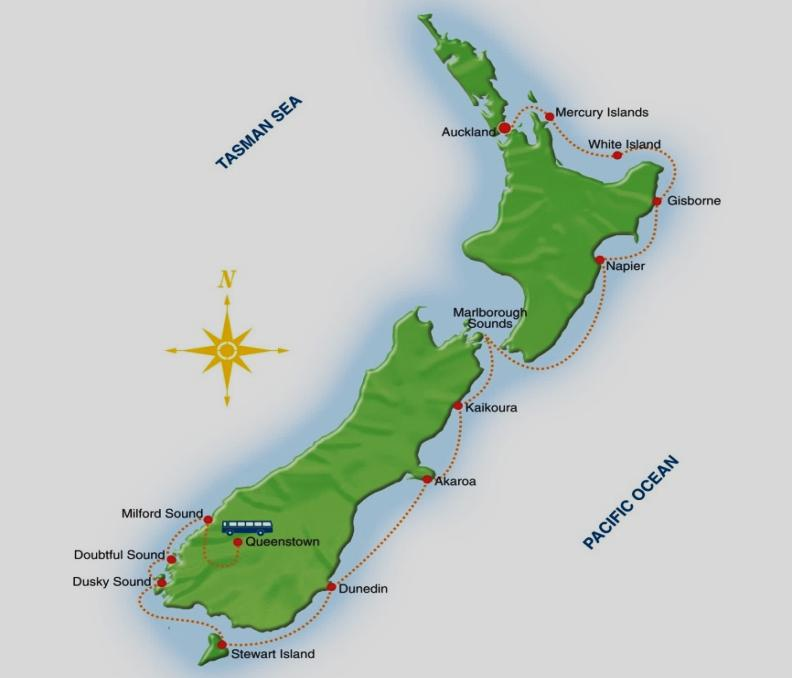 TASMAN SEA
Mercury Islands
Auckland
White Island
Gisborne
Napier
N
Marlborough
Sounds
Kaikoura
Akaroa
PACIFIC OCEAN
Milford Sound
Queenstown
Doubtful Sound
Dusky Sound
Dunedin
Stewart Island